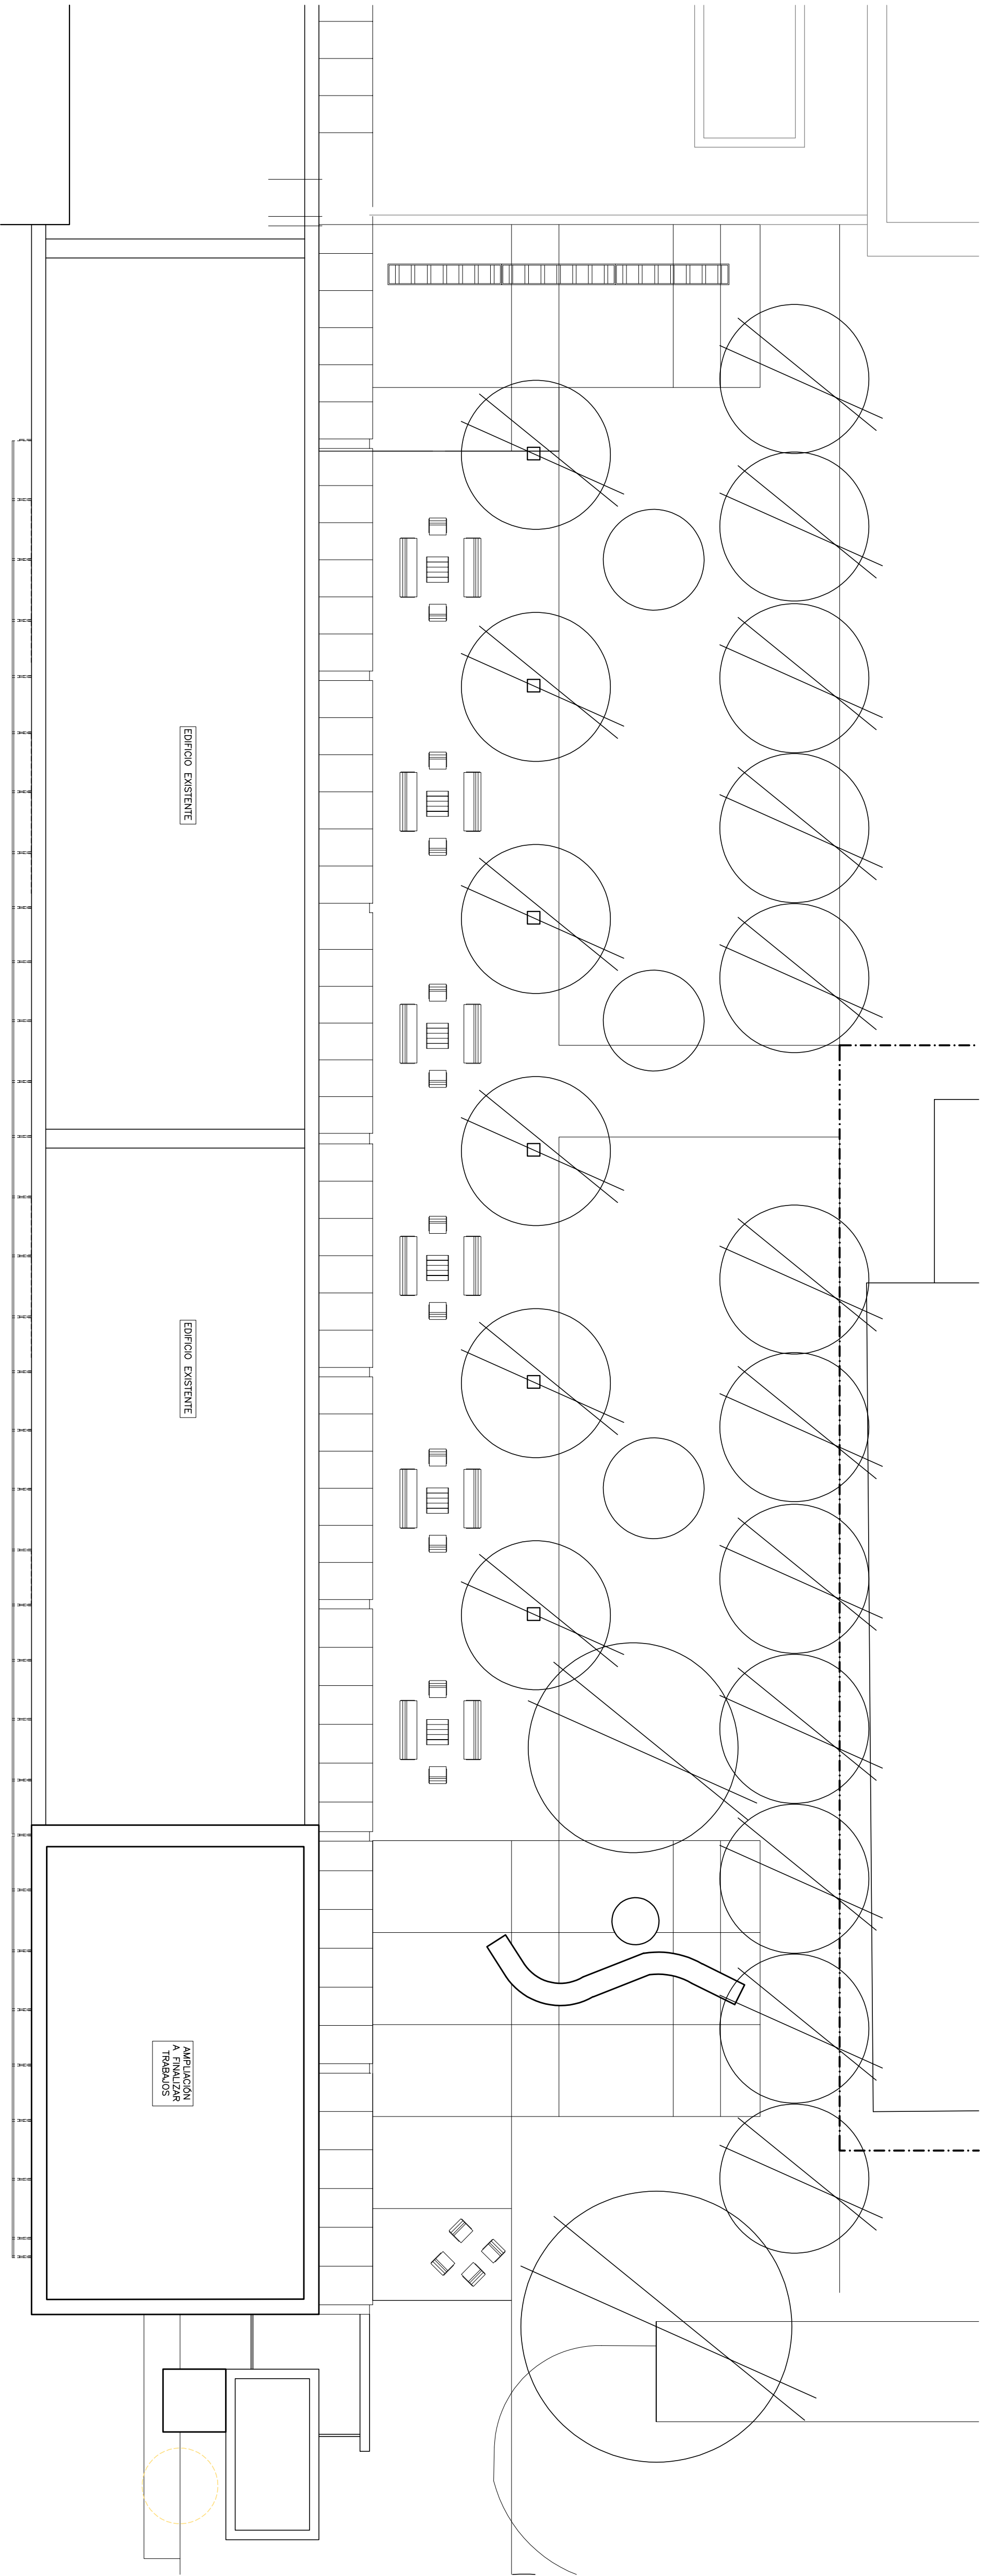 EDIFICIO EXISTENTE
EDIFICIO EXISTENTE
AMPLIACIÓN
A FINALIZAR
TRABAJOS